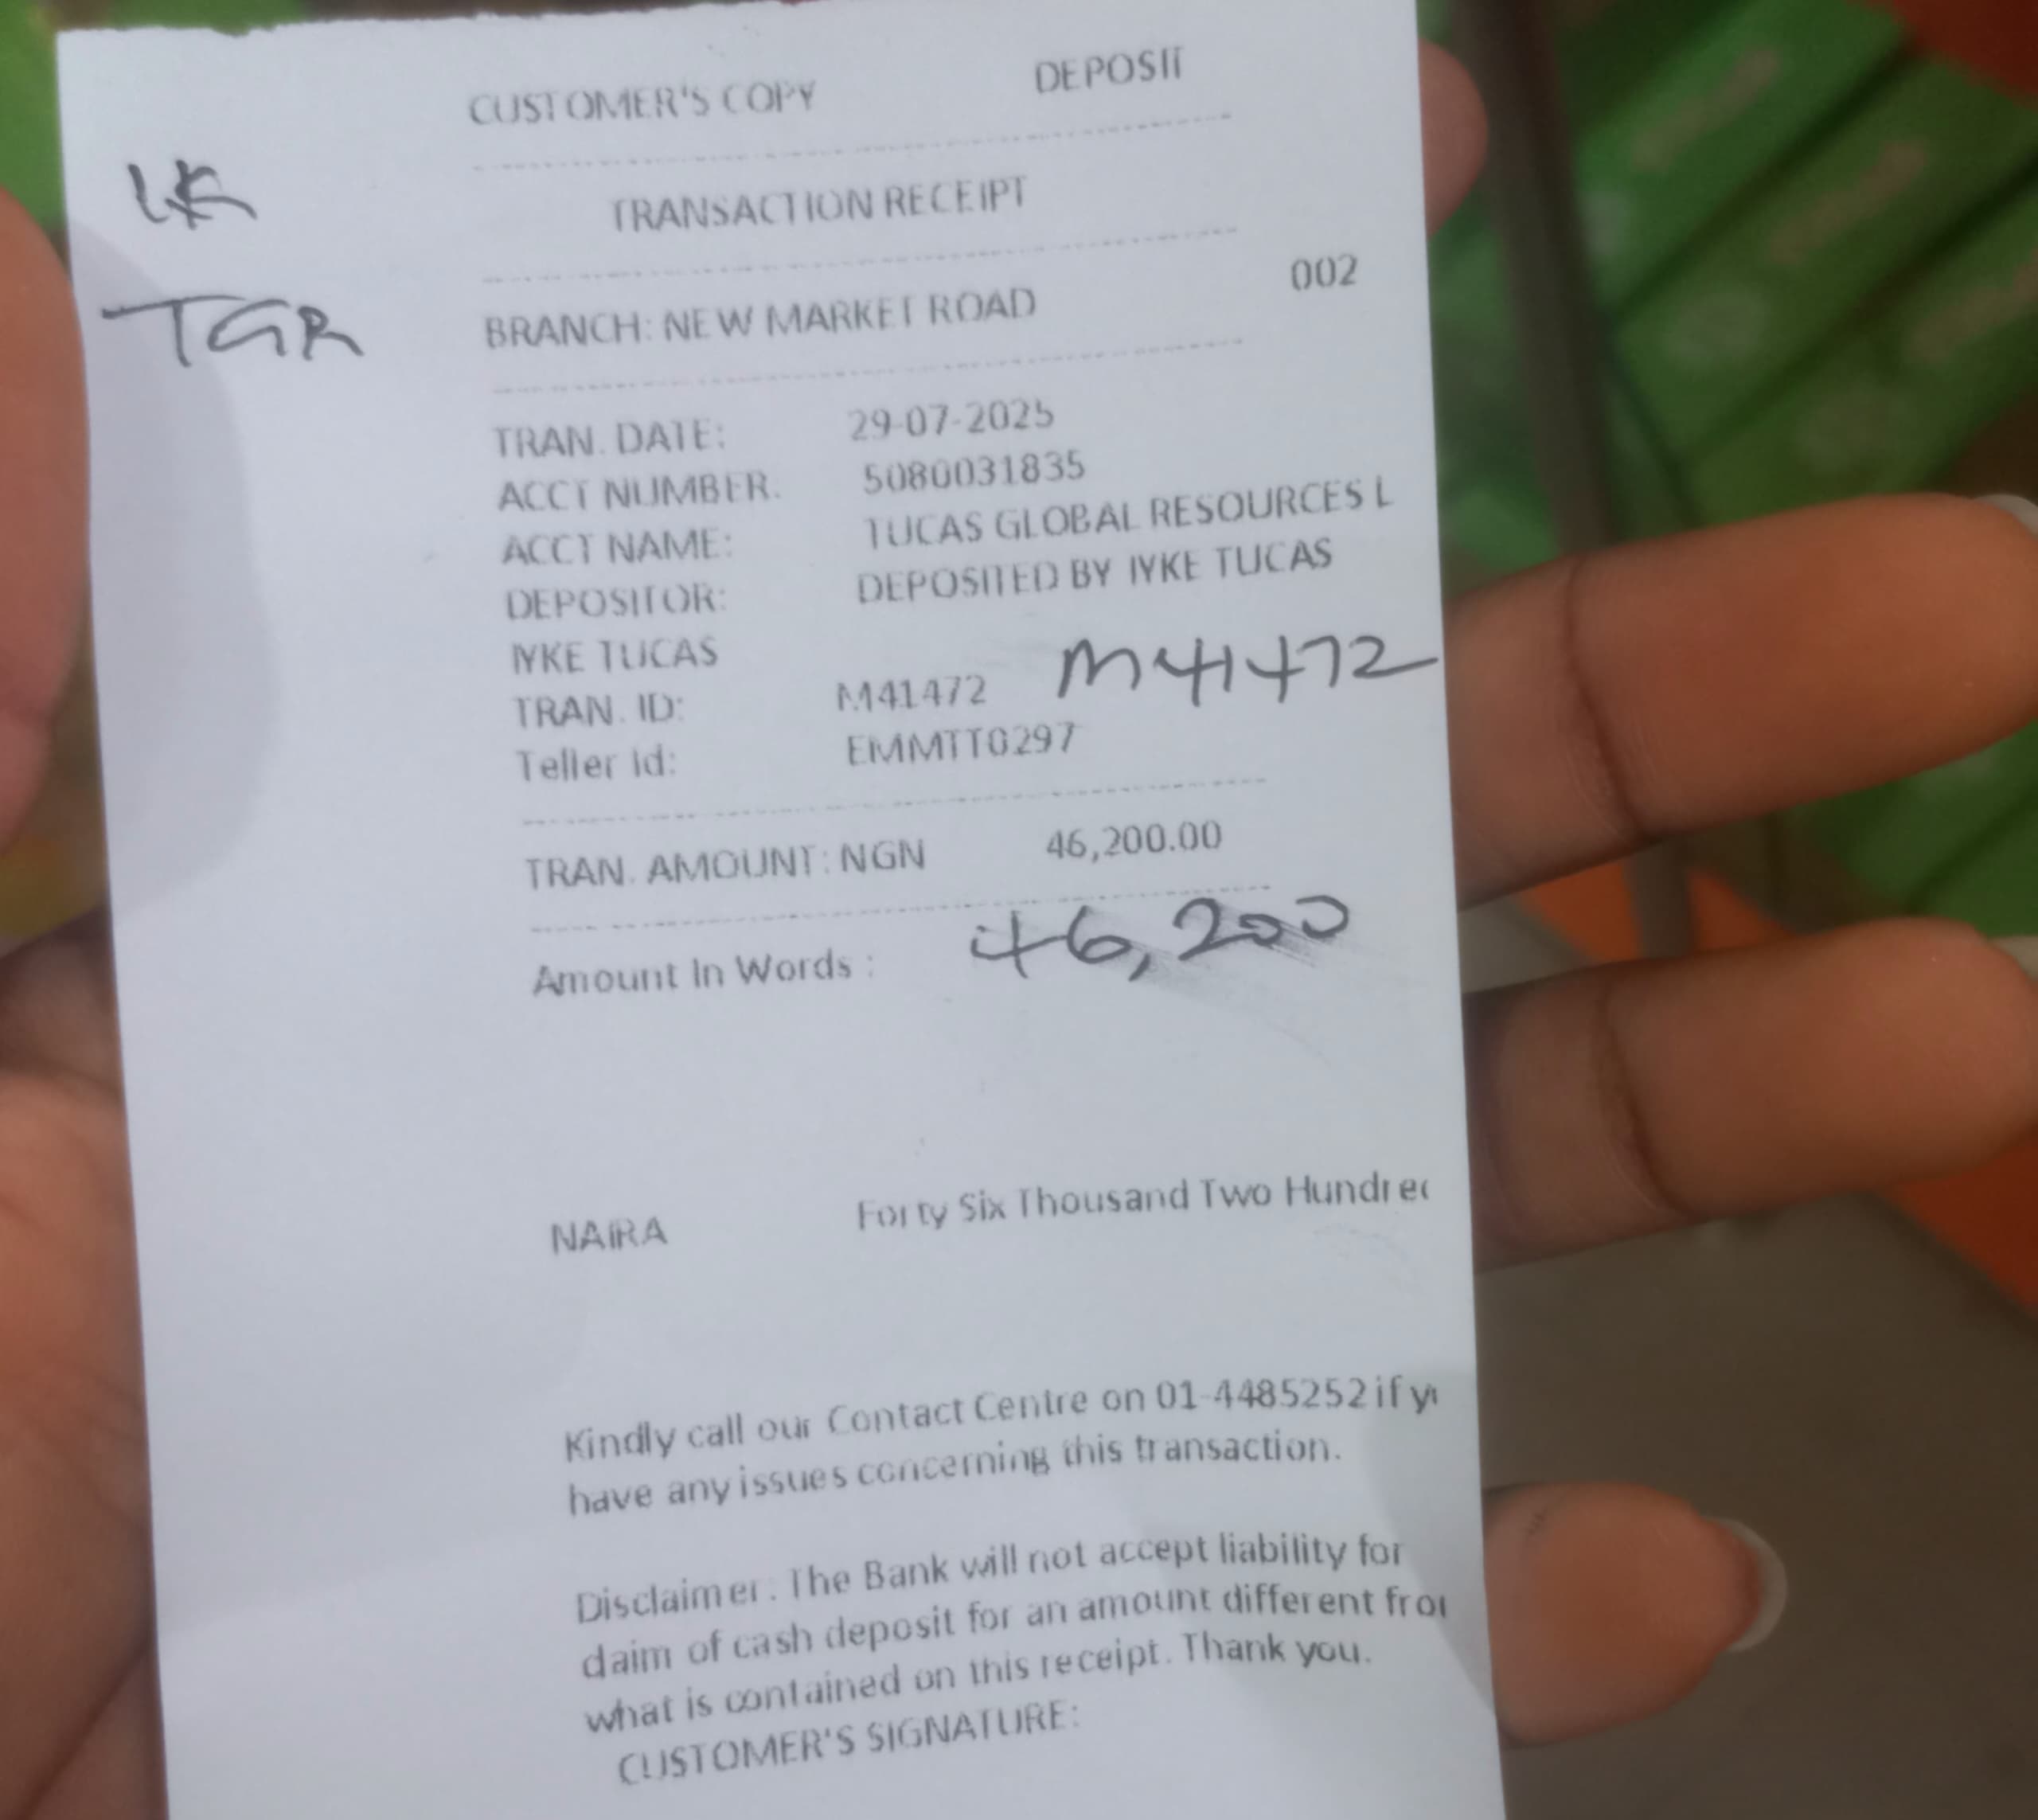 CUSTOMER'S COPY DEPOSIT
TRANSACTION RECEIPT
TGR
002
BRANCH: NEW MARKET ROAD
TRAN. DATE: 29-07-2025
ACCT NUMBER: 5080031835
ACCT NAME: TUCAS GLOBAL RESOURCES L
DEPOSITOR: DEPOSITED BY IYKE TUCAS
IYKE TUCAS
TRAN. ID: M41472 M41472
Teller Id: EMMTT0297
TRAN. AMOUNT: NGN 46,200.00
46,200
Amount In Words :
NAIRA Forty Six Thousand Two Hundred
Kindly call our Contact Centre on 01-4485252 if y
have any issues concerning this transaction.
Disclaimer: The Bank will not accept liability for
claim of cash deposit for an amount different from
what is contained on this receipt. Thank you.
CUSTOMER'S SIGNATURE: